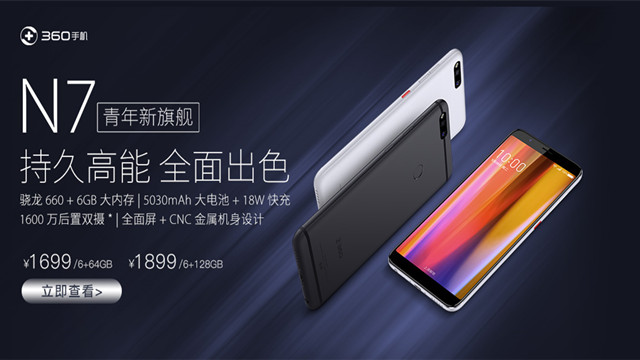 360手机
N7 青年新旗舰
持久高能 全面出色
骁龙 660 + 6GB 大内存 | 5030mAh 大电池 + 18W 快充
1600 万后置双摄 * | 全面屏 + CNC 金属机身设计
¥1699/6+64GB ¥1899/6+128GB
立即查看>